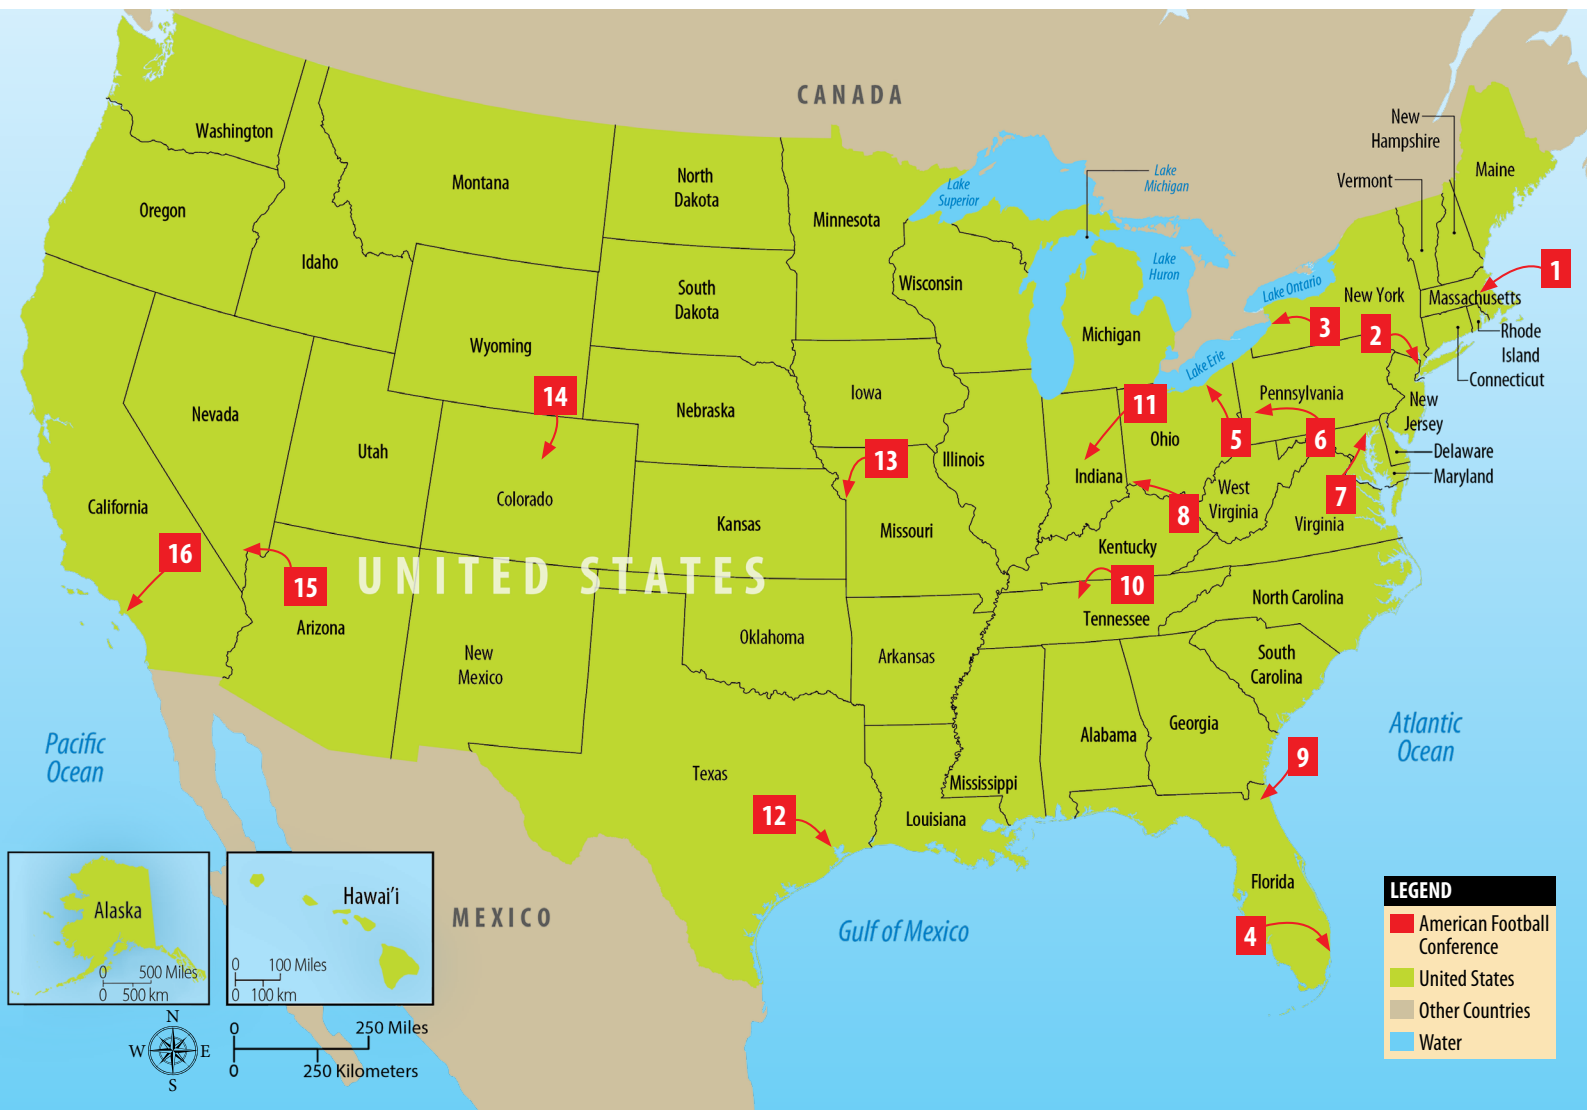 CANADA
New
Hampshire
Vermont
Maine
Washington
Montana
North
Dakota
Minnesota
Lake
Superior
Lake
Michigan
Oregon
Idaho
South
Dakota
Wisconsin
Lake
Huron
Michigan
Lake Ontario
New York
Massachusetts
1
3
2
Rhode
Island
Connecticut
Wyoming
Lake Erie
Pennsylvania
New
Jersey
14
Nevada
Nebraska
Iowa
11
Ohio
5
6
Delaware
Maryland
Utah
Colorado
13
Illinois
Indiana
7
West
Virginia
8
Virginia
California
Kansas
Missouri
Kentucky
16
15
UNITED STATES
10
Tennessee
North Carolina
Arizona
New
Mexico
Oklahoma
Arkansas
South
Carolina
Pacific
Ocean
Texas
Mississippi
Alabama
Georgia
Atlantic
Ocean
9
12
Louisiana
Florida
4
Gulf of Mexico
MEXICO
Alaska
0
500 Miles
0
500 km
Hawai'i
0
100 Miles
0
100 km
N
W
E
S
0
250 Miles
0
250 Kilometers
LEGEND
American Football
Conference
United States
Other Countries
Water